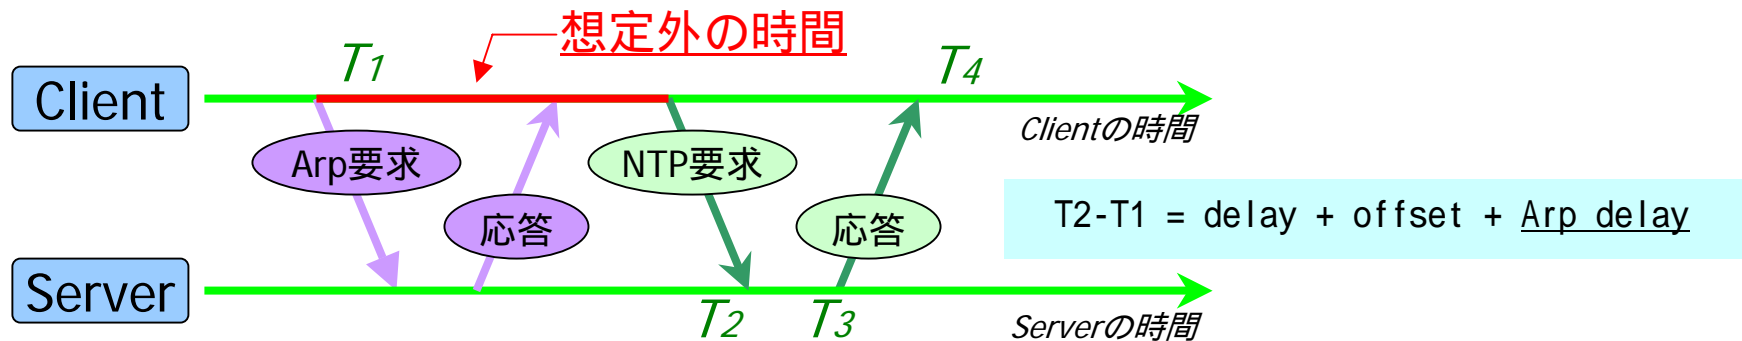 想定外の時間
T1
T4
Client
Clientの時間
Arp要求
NTP要求
応答
応答
T2-T1 = delay + offset + Arp delay
Server
T2
T3
Serverの時間